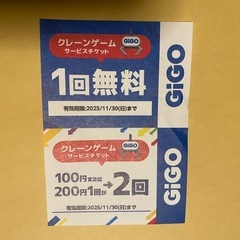 クレーンゲーム
サービスチケット
GiGO
1回無料
有効期限:2025/11/30(日)まで
GiGO
クレーンゲーム
サービスチケット
GiGO
100円または
200円1回が→2回
有効期限:2025/11/30(日)まで
GiGO